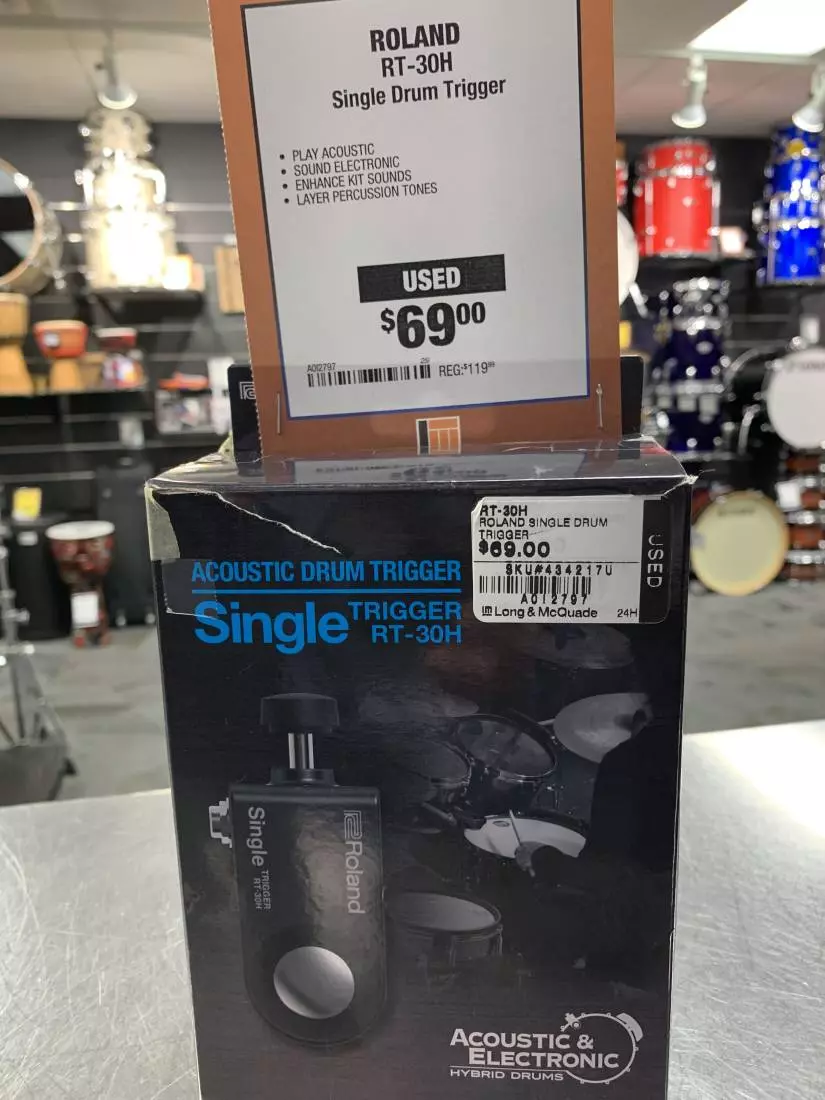 ROLAND
RT-30H
Single Drum Trigger
• PLAY ACOUSTIC
• SOUND ELECTRONIC
• ENHANCE KIT SOUNDS
• LAYER PERCUSSION TONES
USED
$69.00
A012797
REG:$119.99
RT-30H
ROLAND SINGLE DRUM
TRIGGER
$69.00
SKU#434217U
A012797
Long & McQuade 24H
USED
ACOUSTIC DRUM TRIGGER
Single TRIGGER
RT-30H
Roland
Single TRIGGER
RT-30H
ACOUSTIC &
ELECTRONIC
HYBRID DRUMS